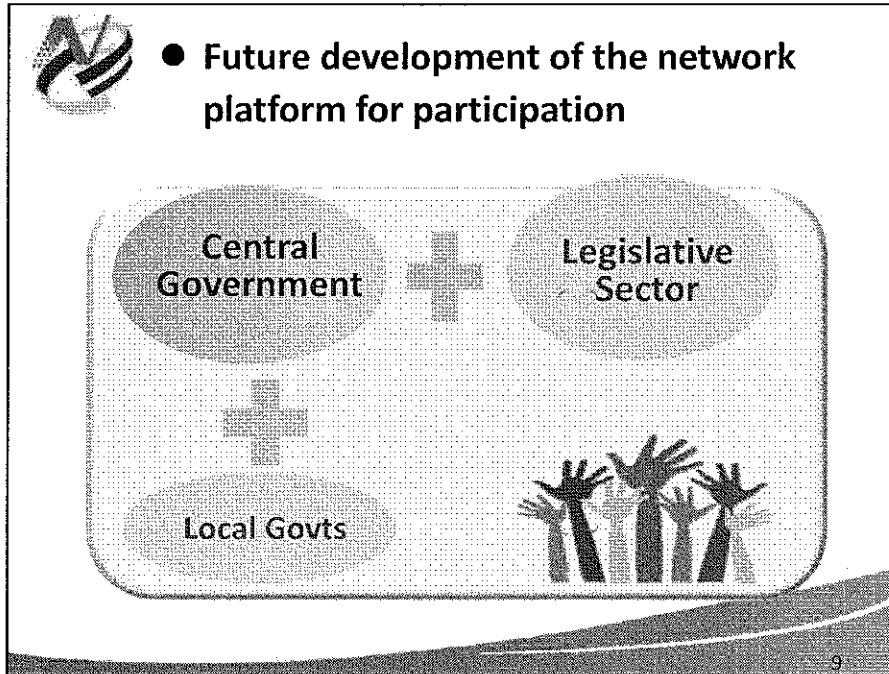 ● Future development of the network
platform for participation
Central
Government
Legislative
Sector
Local Govts
9